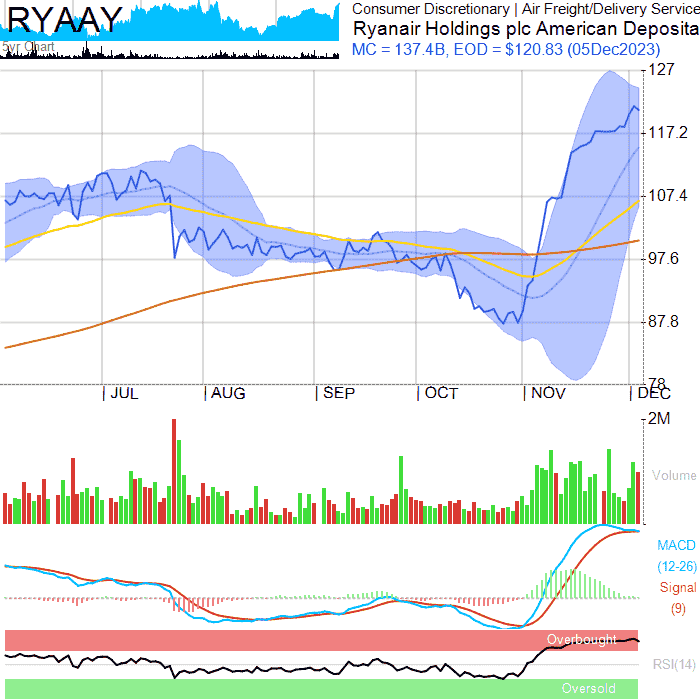 RYAAY
5yr Chart
Consumer Discretionary | Air Freight/Delivery Service
Ryanair Holdings plc American Deposita
MC = 137.4B, EOD = $120.83 (05Dec2023)
127
117.2
107.4
97.6
87.8
78
JUL AUG SEP OCT NOV DEC
2M
Volume
MACD
(12-26)
Signal
(9)
Overbought
RSI(14)
Oversold